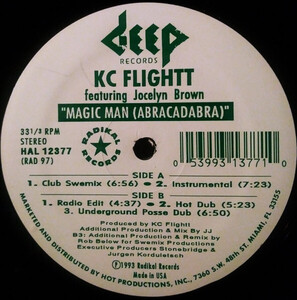 deep
RECORDS
KC FLIGHTT
featuring Jocelyn Brown
"MAGIC MAN (ABRACADABRA)"
33 1/3 RPM
STEREO
HAL 12377
(RAD 97)
RADIKAL
RECORDS
0 53993 13771 0
SIDE A
1. Club Swemix (6:56) • 2. Instrumental (7:23)
SIDE B
1. Radio Edit (4:37) • 2. Hot Dub (5:23)
3. Underground Posse Dub (6:50)
Produced by KC Flightt
Additional Production & Mix By JJ
B3: Additional Production & Remix by
Rob Below for Swemix Productions
Executive Producers Stonebridge &
Jurgen Kordulelsch
℗ 1993 Radikal Records
Made in USA
MARKETED AND DISTRIBUTED BY HOT PRODUCTIONS, INC., 7360 S.W. 48th ST. MIAMI, FL 33155